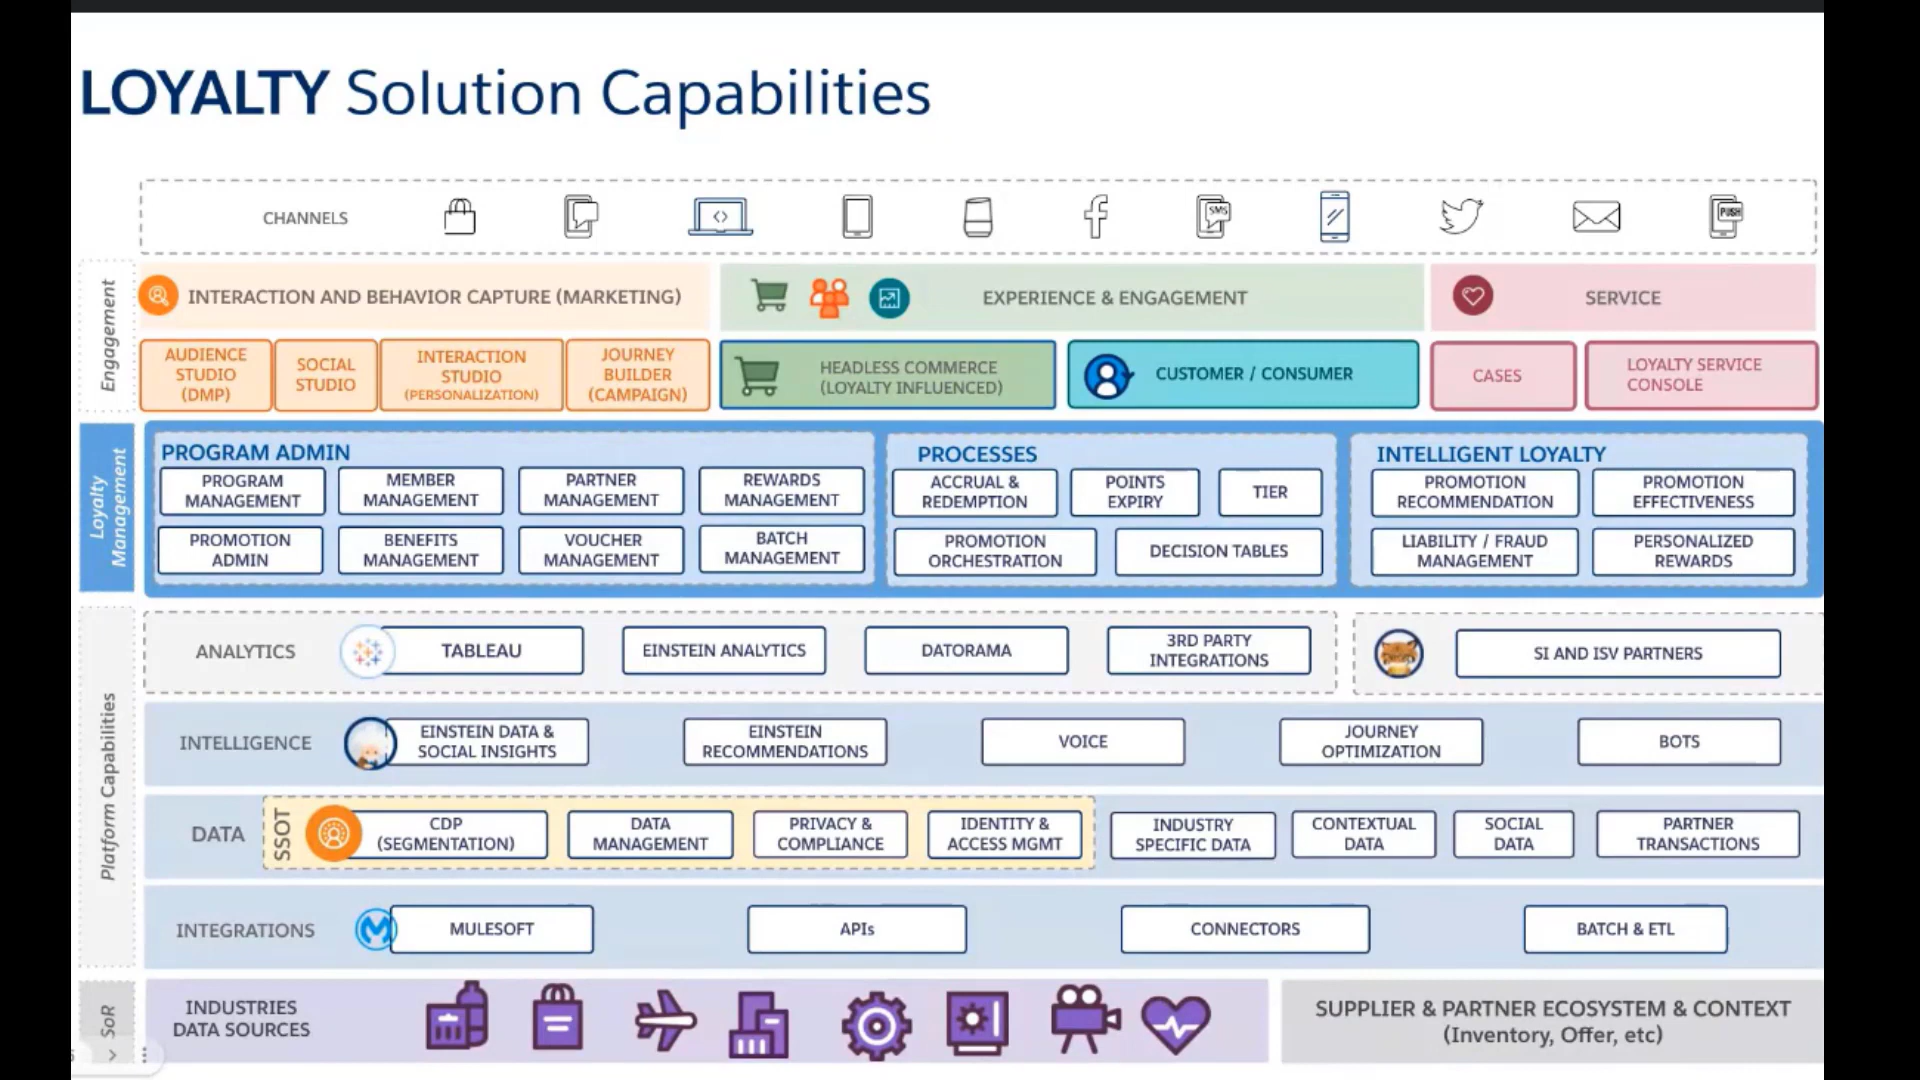 LOYALTY Solution Capabilities
CHANNELS
SMS
PUSH
Engagement
INTERACTION AND BEHAVIOR CAPTURE (MARKETING)
EXPERIENCE & ENGAGEMENT
SERVICE
AUDIENCE
STUDIO
(DMP)
SOCIAL
STUDIO
INTERACTION
STUDIO
(PERSONALIZATION)
JOURNEY
BUILDER
(CAMPAIGN)
HEADLESS COMMERCE
(LOYALTY INFLUENCED)
CUSTOMER / CONSUMER
CASES
LOYALTY SERVICE
CONSOLE
Loyalty
Management
PROGRAM ADMIN
PROGRAM
MANAGEMENT
MEMBER
MANAGEMENT
PARTNER
MANAGEMENT
REWARDS
MANAGEMENT
PROMOTION
ADMIN
BENEFITS
MANAGEMENT
VOUCHER
MANAGEMENT
BATCH
MANAGEMENT
PROCESSES
ACCRUAL &
REDEMPTION
POINTS
EXPIRY
TIER
PROMOTION
ORCHESTRATION
DECISION TABLES
INTELLIGENT LOYALTY
PROMOTION
RECOMMENDATION
PROMOTION
EFFECTIVENESS
LIABILITY / FRAUD
MANAGEMENT
PERSONALIZED
REWARDS
Platform Capabilities
ANALYTICS
TABLEAU
EINSTEIN ANALYTICS
DATORAMA
3RD PARTY
INTEGRATIONS
SI AND ISV PARTNERS
INTELLIGENCE
EINSTEIN DATA &
SOCIAL INSIGHTS
EINSTEIN
RECOMMENDATIONS
VOICE
JOURNEY
OPTIMIZATION
BOTS
DATA
SSOT
CDP
(SEGMENTATION)
DATA
MANAGEMENT
PRIVACY &
COMPLIANCE
IDENTITY &
ACCESS MGMT
INDUSTRY
SPECIFIC DATA
CONTEXTUAL
DATA
SOCIAL
DATA
PARTNER
TRANSACTIONS
INTEGRATIONS
MULESOFT
APIs
CONNECTORS
BATCH & ETL
SoR
INDUSTRIES
DATA SOURCES
SUPPLIER & PARTNER ECOSYSTEM & CONTEXT
(Inventory, Offer, etc)